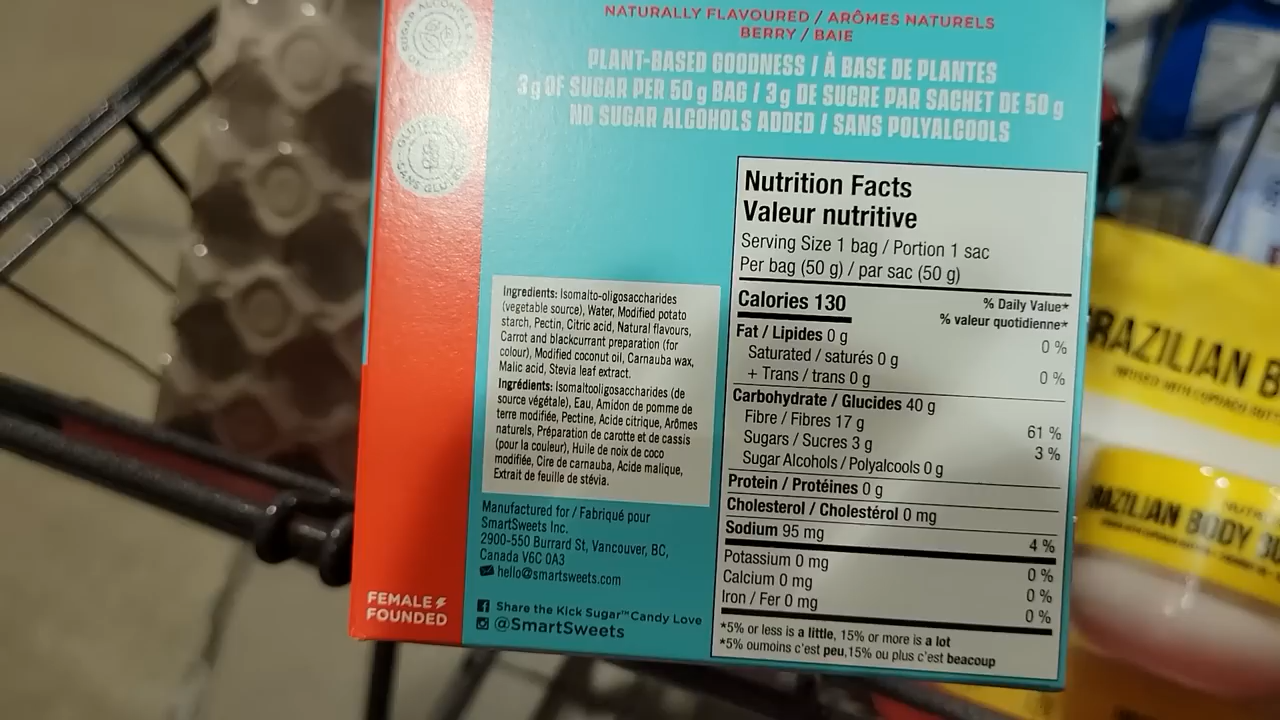 NATURALLY FLAVOURED / ARÔMES NATURELS
BERRY / BAIE
PLANT-BASED GOODNESS / À BASE DE PLANTES
3 g OF SUGAR PER 50 g BAG / 3 g DE SUCRE PAR SACHET DE 50 g
NO SUGAR ALCOHOLS ADDED / SANS POLYALCOOLS
SUGAR ALCOHOLS
GLUTEN
SANS GLUTEN
Ingredients: Isomalto-oligosaccharides
(vegetable source), Water, Modified potato
starch, Pectin, Citric acid, Natural flavours,
Carrot and blackcurrant preparation (for
colour), Modified coconut oil, Carnauba wax,
Malic acid, Stevia leaf extract.
Ingrédients: Isomaltooligosaccharides (de
source végétale), Eau, Amidon de pomme de
terre modifiée, Pectine, Acide citrique, Arômes
naturels, Préparation de carotte et de cassis
(pour la couleur), Huile de noix de coco
modifiée, Cire de carnauba, Acide malique,
Extrait de feuille de stévia.
Manufactured for / Fabriqué pour
SmartSweets Inc.
2900-550 Burrard St, Vancouver, BC,
Canada V6C 0A3
hello@smartsweets.com
Share the Kick Sugar™ Candy Love
@SmartSweets
FEMALE
FOUNDED
Nutrition Facts
Valeur nutritive
Serving Size 1 bag / Portion 1 sac
Per bag (50 g) / par sac (50 g)
Calories 130
% Daily Value*
% valeur quotidienne*
Fat / Lipides 0 g 0 %
Saturated / saturés 0 g
+ Trans / trans 0 g 0 %
Carbohydrate / Glucides 40 g
Fibre / Fibres 17 g 61 %
Sugars / Sucres 3 g 3 %
Sugar Alcohols / Polyalcools 0 g
Protein / Protéines 0 g
Cholesterol / Cholestérol 0 mg
Sodium 95 mg 4 %
Potassium 0 mg 0 %
Calcium 0 mg 0 %
Iron / Fer 0 mg 0 %
*5% or less is a little, 15% or more is a lot
*5% oumoins c'est peu,15% ou plus c'est beacoup
RAZILIAN B
BRAZILIAN BODY BU